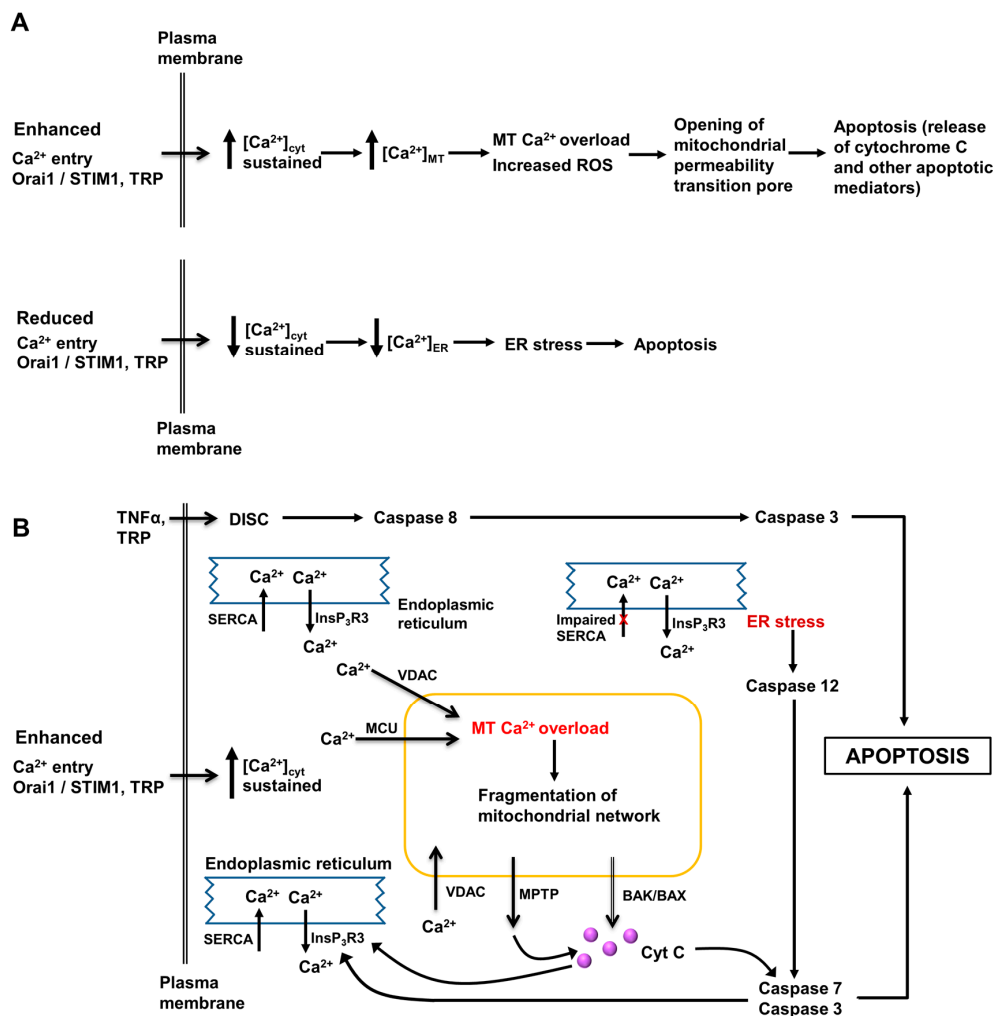 A
Plasma
membrane
Enhanced
Ca²⁺ entry
Orai1 / STIM1, TRP
[Ca²⁺]cyt
sustained
[Ca²⁺]MT
MT Ca²⁺ overload
Increased ROS
Opening of
mitochondrial
permeability
transition pore
Apoptosis (release
of cytochrome C
and other apoptotic
mediators)
Reduced
Ca²⁺ entry
Orai1 / STIM1, TRP
[Ca²⁺]cyt
sustained
[Ca²⁺]ER
ER stress
Apoptosis
Plasma
membrane
B
TNFα,
TRP
DISC
Caspase 8
Caspase 3
Ca²⁺ Ca²⁺
SERCA
InsP₃R3
Ca²⁺
Endoplasmic
reticulum
Ca²⁺ Ca²⁺
Impaired
SERCA
InsP₃R3
Ca²⁺
ER stress
Caspase 12
Ca²⁺
VDAC
Ca²⁺
MCU
MT Ca²⁺ overload
Enhanced
Ca²⁺ entry
Orai1 / STIM1, TRP
[Ca²⁺]cyt
sustained
APOPTOSIS
Fragmentation of
mitochondrial network
Endoplasmic reticulum
Ca²⁺ Ca²⁺
SERCA
InsP₃R3
Ca²⁺
VDAC
Ca²⁺
MPTP
BAK/BAX
Cyt C
Caspase 7
Caspase 3
Plasma
membrane